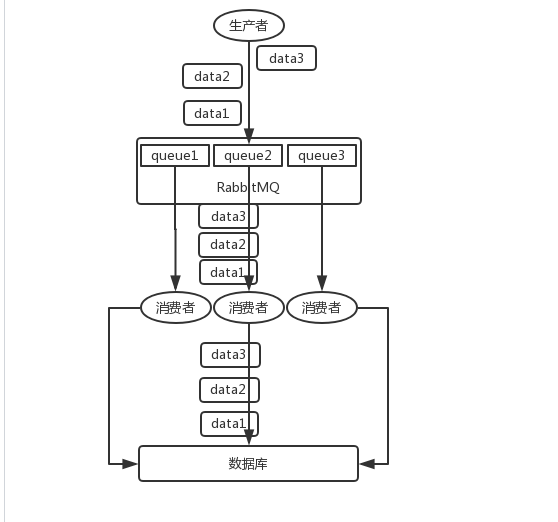 生产者
data3
data2
data1
queue1 queue2 queue3
RabbitMQ
data3
data2
data1
消费者 消费者 消费者
data3
data2
data1
数据库